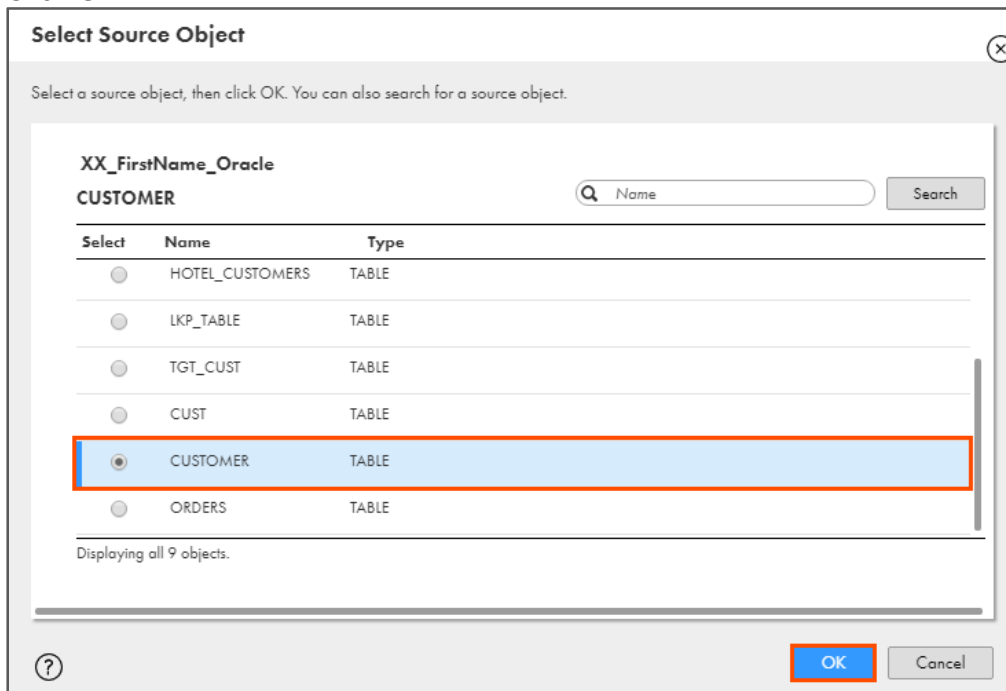 Select Source Object
Select a source object, then click OK. You can also search for a source object.
XX_FirstName_Oracle
CUSTOMER
Name
Search
Select Name Type
HOTEL_CUSTOMERS TABLE
LKP_TABLE TABLE
TGT_CUST TABLE
CUST TABLE
CUSTOMER TABLE
ORDERS TABLE
Displaying all 9 objects.
?
OK Cancel